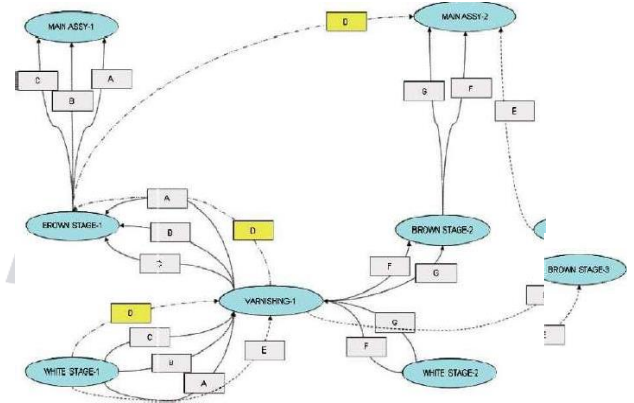 D
MAIN ASSY-1
MAIN ASSY-2
C
A
B
G
F
E
A
BROWN STAGE-1
B
D
BROWN STAGE-2
C
F
G
BROWN STAGE-3
VARNISHING-1
D
C
E
G
B
F
A
WHITE STAGE-1
WHITE STAGE-2